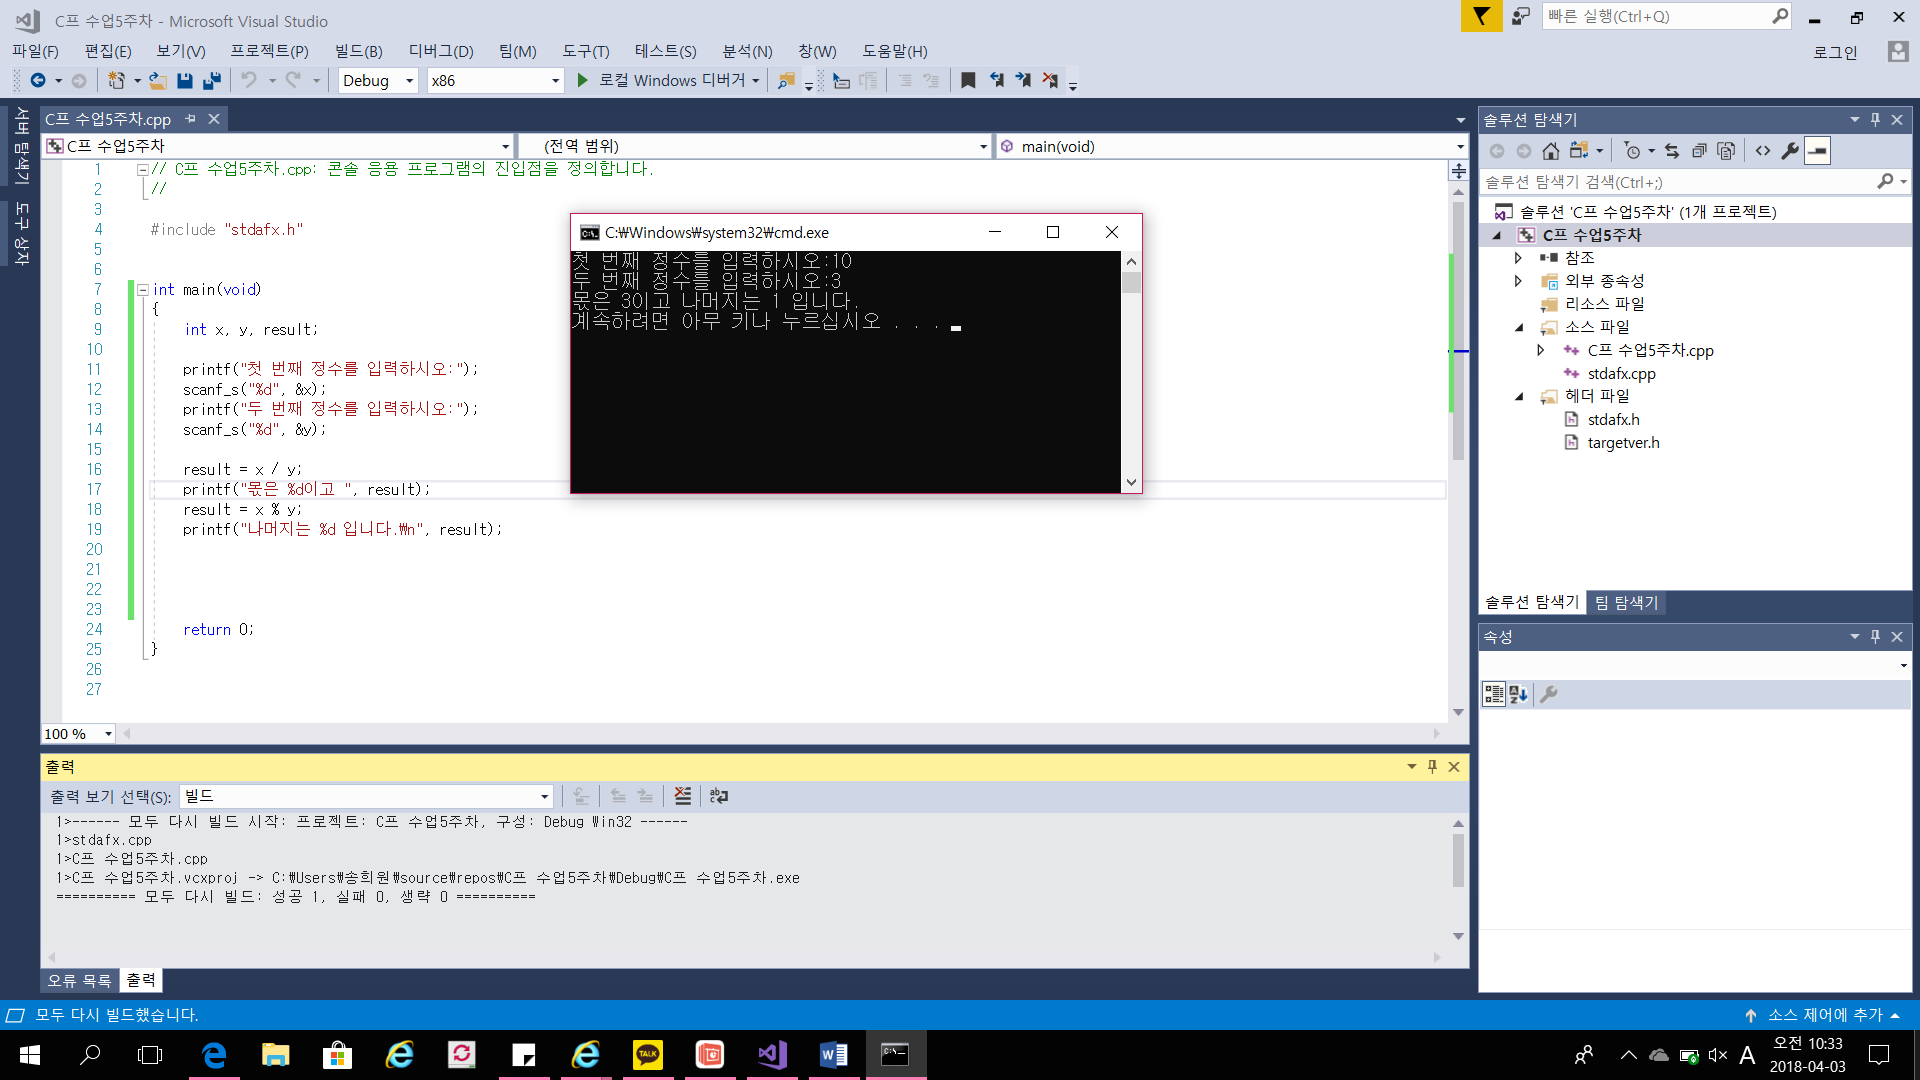 C프 수업5주차 - Microsoft Visual Studio
빠른 실행(Ctrl+Q)
파일(F) 편집(E) 보기(V) 프로젝트(P) 빌드(B) 디버그(D) 팀(M) 도구(T) 테스트(S) 분석(N) 창(W) 도움말(H)
로그인
Debug x86 로컬 Windows 디버거
서버 탐색기
도구 상자
C프 수업5주차.cpp
C프 수업5주차 (전역 범위) main(void)
1 // C프 수업5주차.cpp: 콘솔 응용 프로그램의 진입점을 정의합니다.
2 //
3
4 #include "stdafx.h"
5
6
7 int main(void)
8 {
9 int x, y, result;
10
11 printf("첫 번째 정수를 입력하시오:");
12 scanf_s("%d", &x);
13 printf("두 번째 정수를 입력하시오:");
14 scanf_s("%d", &y);
15
16 result = x / y;
17 printf("몫은 %d이고 ", result);
18 result = x % y;
19 printf("나머지는 %d 입니다.₩n", result);
20
21
22
23
24 return 0;
25 }
26
27
100 %
C:₩Windows₩system32₩cmd.exe
첫 번째 정수를 입력하시오:10
두 번째 정수를 입력하시오:3
몫은 3이고 나머지는 1 입니다.
계속하려면 아무 키나 누르십시오 . . .
출력
출력 보기 선택(S): 빌드
1>------ 모두 다시 빌드 시작: 프로젝트: C프 수업5주차, 구성: Debug Win32 ------
1>stdafx.cpp
1>C프 수업5주차.cpp
1>C프 수업5주차.vcxproj -> C:₩Users₩송희원₩source₩repos₩C프 수업5주차₩Debug₩C프 수업5주차.exe
========== 모두 다시 빌드: 성공 1, 실패 0, 생략 0 ==========
오류 목록 출력
솔루션 탐색기
솔루션 탐색기 검색(Ctrl+;)
솔루션 'C프 수업5주차' (1개 프로젝트)
C프 수업5주차
참조
외부 종속성
리소스 파일
소스 파일
C프 수업5주차.cpp
stdafx.cpp
헤더 파일
stdafx.h
targetver.h
솔루션 탐색기 팀 탐색기
속성
모두 다시 빌드했습니다.
소스 제어에 추가
TALK
A
오전 10:33
2018-04-03